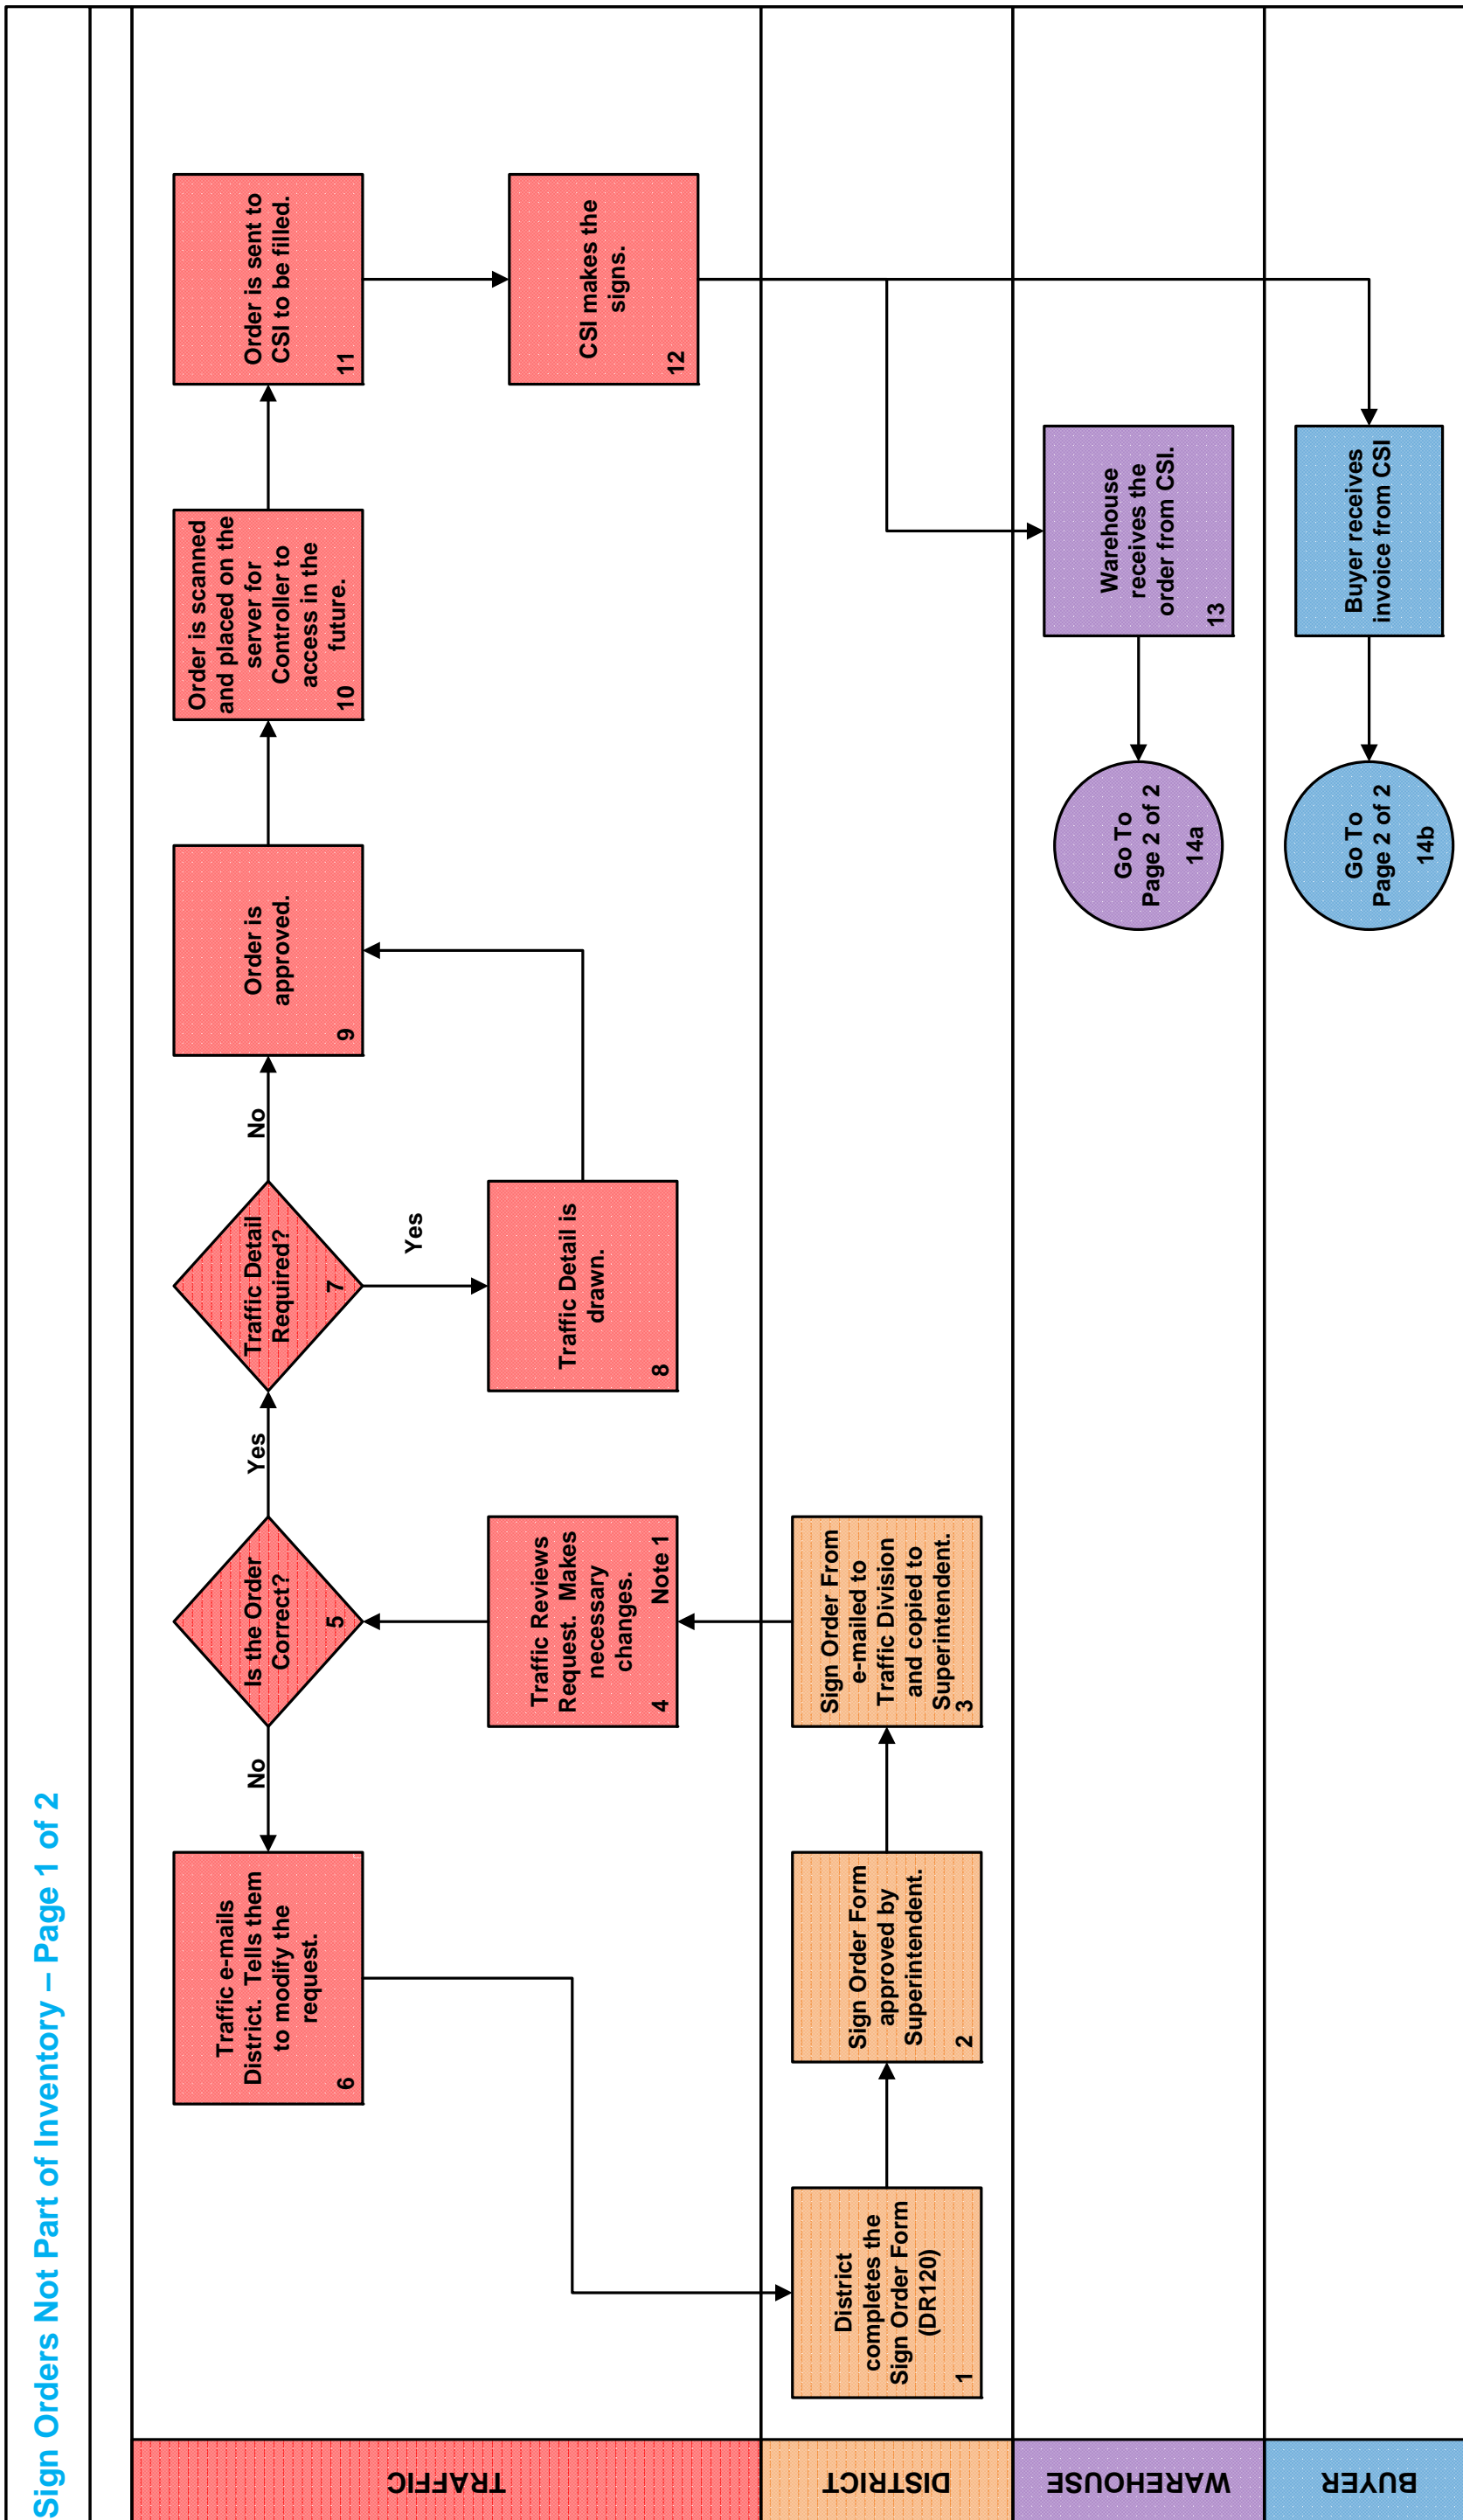 Sign Orders Not Part of Inventory – Page 1 of 2
TRAFFIC
Traffic e-mails
District.  Tells them
to modify the
request.
6
No
Is the Order
Correct?
5
Yes
Traffic Detail
Required?
7
No
Order is
approved.
9
Order is scanned
and placed on the
server for
Controller to
access in the
future.
10
Order is sent to
CSI to be filled.
11
Traffic Reviews
Request.  Makes
necessary
changes.
4
Note 1
Yes
Traffic Detail is
drawn.
8
CSI makes the
signs.
12
DISTRICT
District
completes the
Sign Order Form
(DR120)
1
Sign Order Form
approved by
Superintendent.
2
Sign Order From
e-mailed to
Traffic Division
and copied to
Superintendent.
3
WAREHOUSE
Go To
Page 2 of 2
14a
Warehouse
receives the
order from CSI.
13
BUYER
Go To
Page 2 of 2
14b
Buyer receives
invoice from CSI